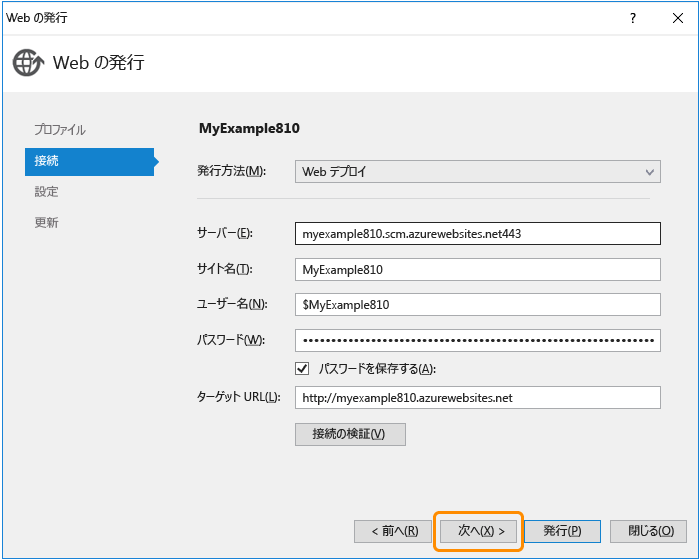 Web の発行
?
Web の発行
プロファイル
接続
設定
更新
MyExample810
発行方法(M):
Web デプロイ
サーバー(E):
myexample810.scm.azurewebsites.net443
サイト名(T):
MyExample810
ユーザー名(N):
$MyExample810
パスワード(W):
パスワードを保存する(A):
ターゲット URL(L):
http://myexample810.azurewebsites.net
接続の検証(V)
< 前へ(R)
次へ(X) >
発行(P)
閉じる(O)